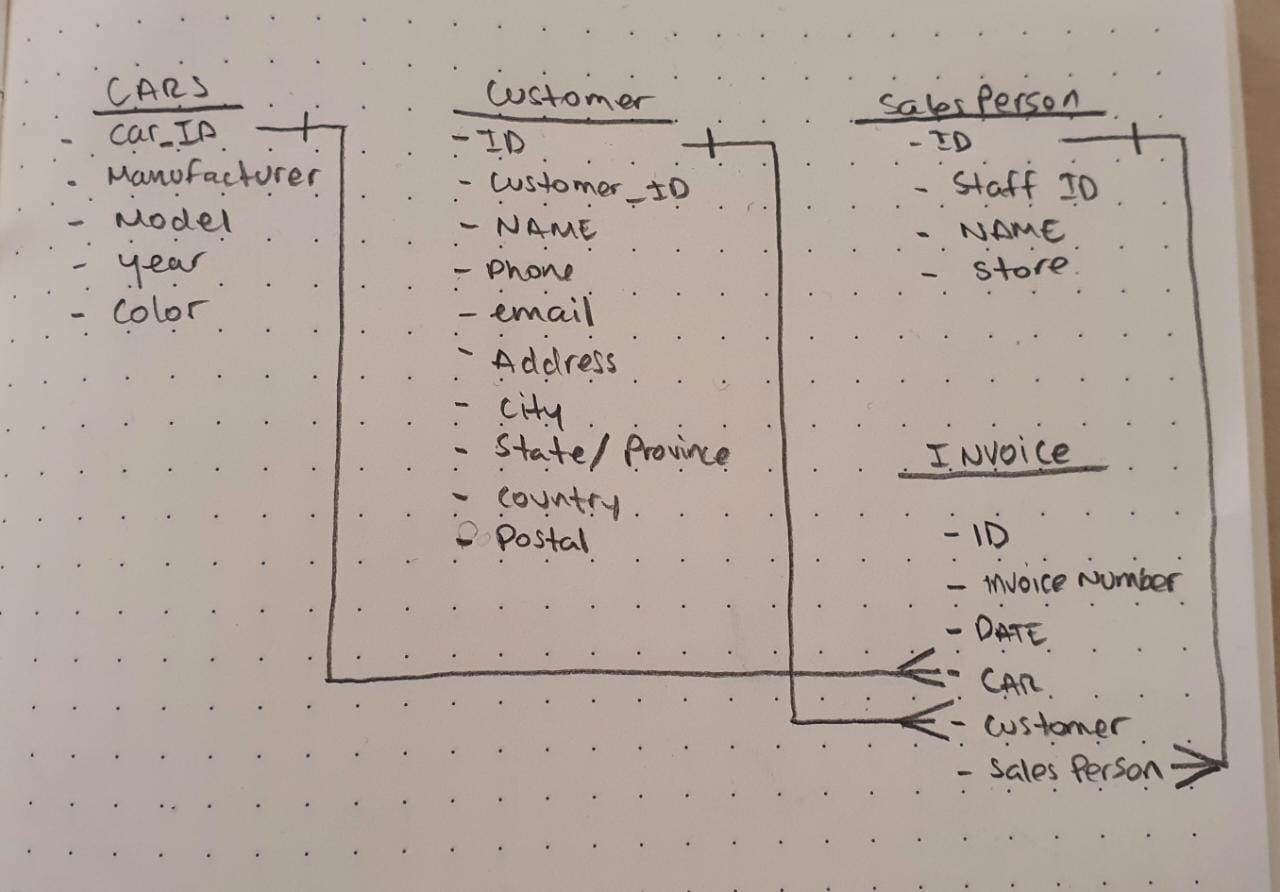 CARS
- Car_ID
- Manufacturer
- Model
- year
- Color
Customer
- ID
- Customer_ID
- NAME
- Phone
- email
- Address
- City
- State/Province
- Country
- Postal
Sales Person
- ID
- Staff ID
- NAME
- Store
INVOICE
- ID
- Invoice Number
- DATE
- CAR
- Customer
- Sales Person